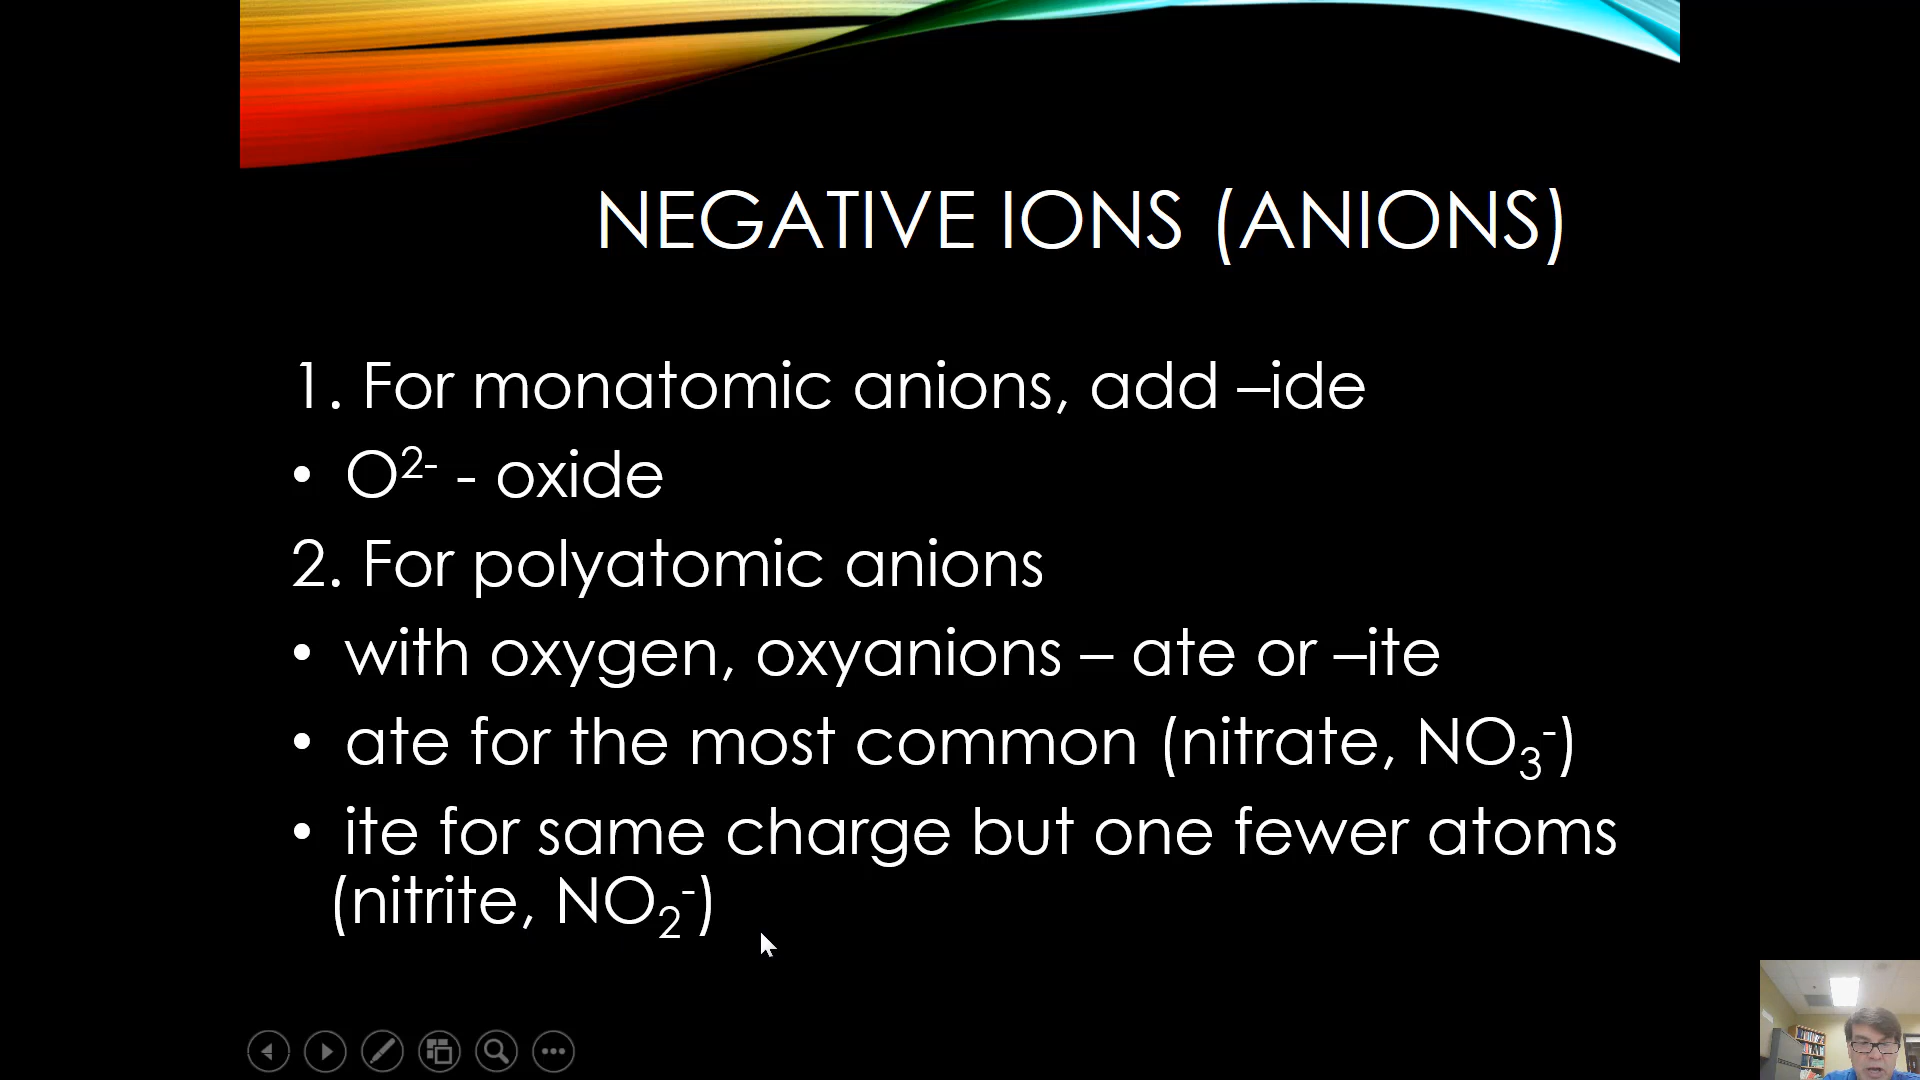 NEGATIVE IONS (ANIONS)
1. For monatomic anions, add –ide
• O²⁻ - oxide
2. For polyatomic anions
• with oxygen, oxyanions – ate or –ite
• ate for the most common (nitrate, NO₃⁻)
• ite for same charge but one fewer atoms
(nitrite, NO₂⁻)